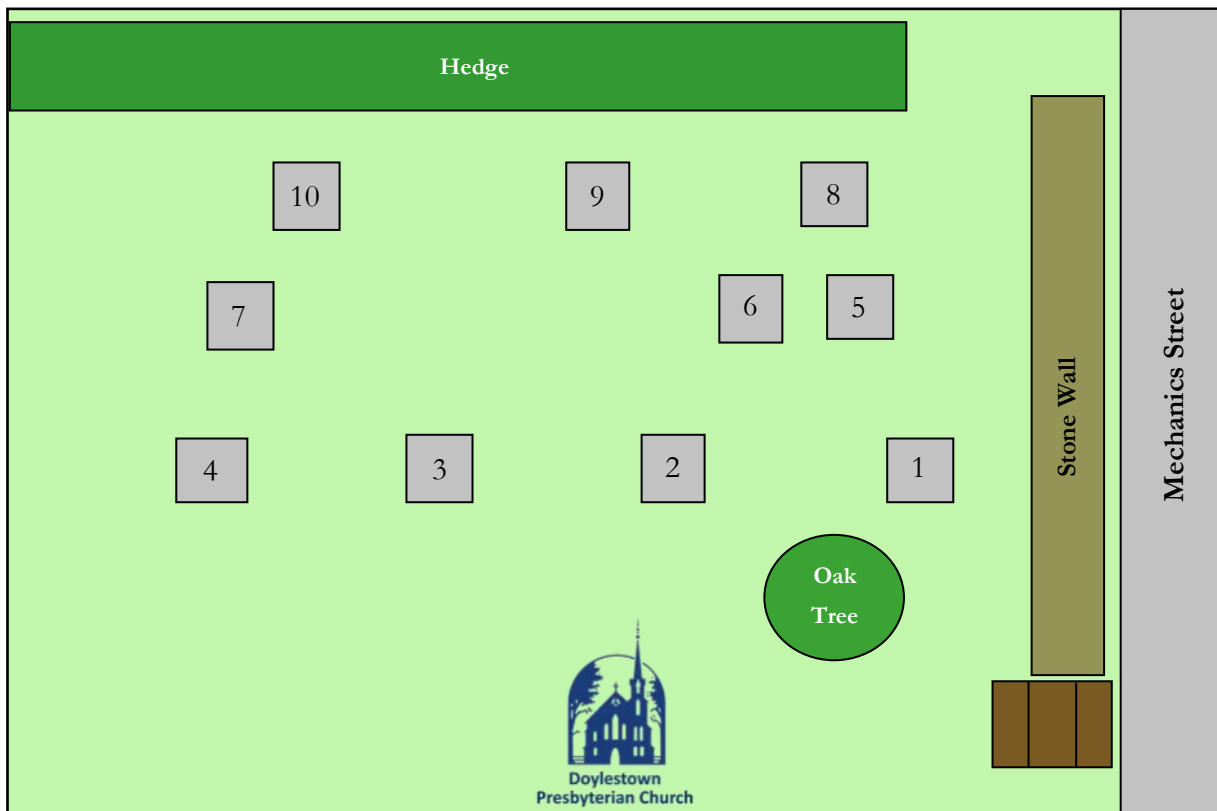 Hedge
10
9
8
7
6
5
Stone Wall
Mechanics Street
4
3
2
1
Oak
Tree
Doylestown
Presbyterian Church